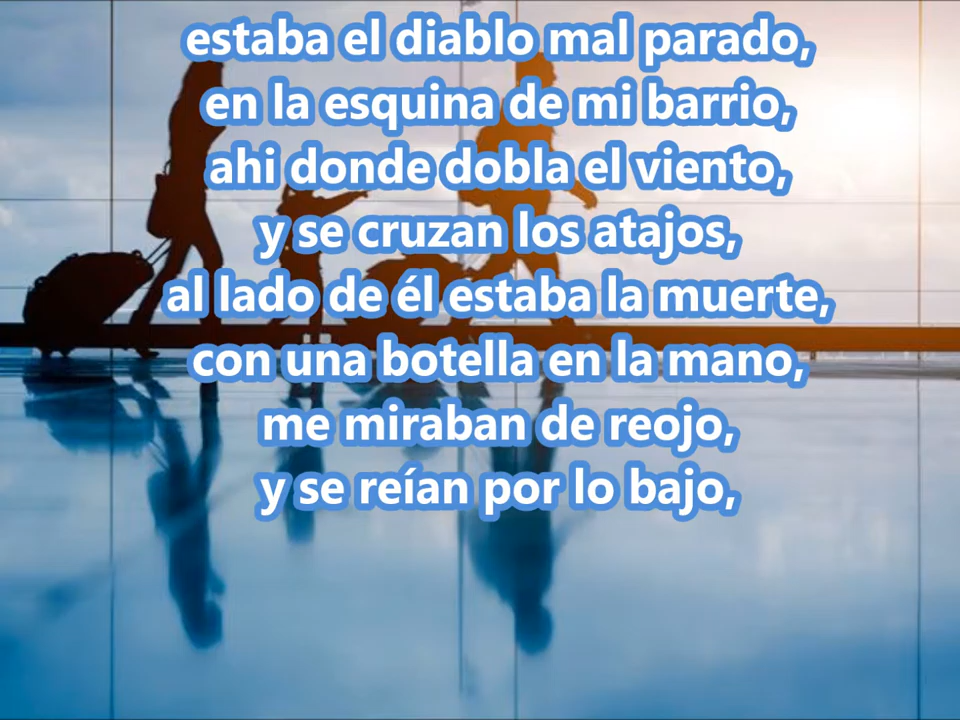 estaba el diablo mal parado,
en la esquina de mi barrio,
ahi donde dobla el viento,
y se cruzan los atajos,
al lado de él estaba la muerte,
con una botella en la mano,
me miraban de reojo,
y se reían por lo bajo,